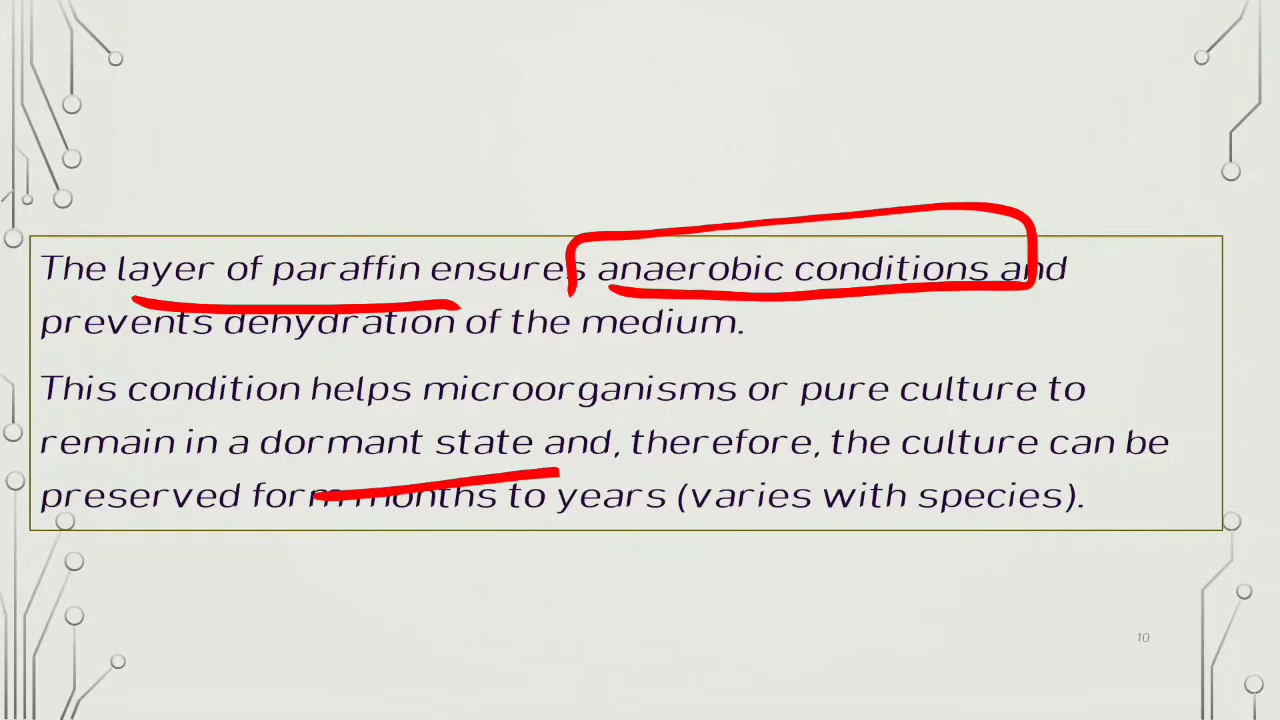 The layer of paraffin ensures anaerobic conditions and
prevents dehydration of the medium.
This condition helps microorganisms or pure culture to
remain in a dormant state and, therefore, the culture can be
preserved form months to years (varies with species).
10